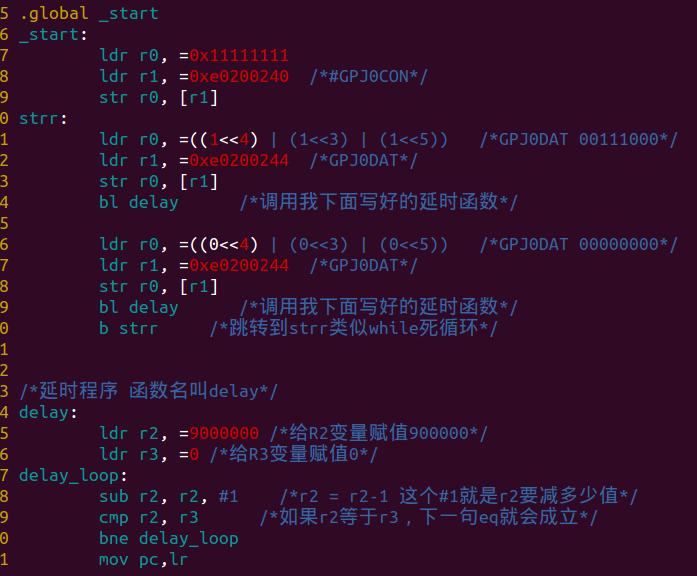 5 .global _start
6 _start:
7         ldr r0, =0x11111111
8         ldr r1, =0xe0200240  /*#GPJ0CON*/
9         str r0, [r1]
0 strr:
1         ldr r0, =((1<<4) | (1<<3) | (1<<5))   /*GPJ0DAT 00111000*/
2         ldr r1, =0xe0200244  /*GPJ0DAT*/
3         str r0, [r1]
4         bl delay      /*调用我下面写好的延时函数*/
5
6         ldr r0, =((0<<4) | (0<<3) | (0<<5))   /*GPJ0DAT 00000000*/
7         ldr r1, =0xe0200244  /*GPJ0DAT*/
8         str r0, [r1]
9         bl delay      /*调用我下面写好的延时函数*/
0         b strr     /*跳转到strr类似while死循环*/
1
2
3 /*延时程序 函数名叫delay*/
4 delay:
5         ldr r2, =9000000 /*给R2变量赋值900000*/
6         ldr r3, =0 /*给R3变量赋值0*/
7 delay_loop:
8         sub r2, r2, #1    /*r2 = r2-1 这个#1就是r2要减多少值*/
9         cmp r2, r3      /*如果r2等于r3，下一句eq就会成立*/
0         bne delay_loop
1         mov pc,lr